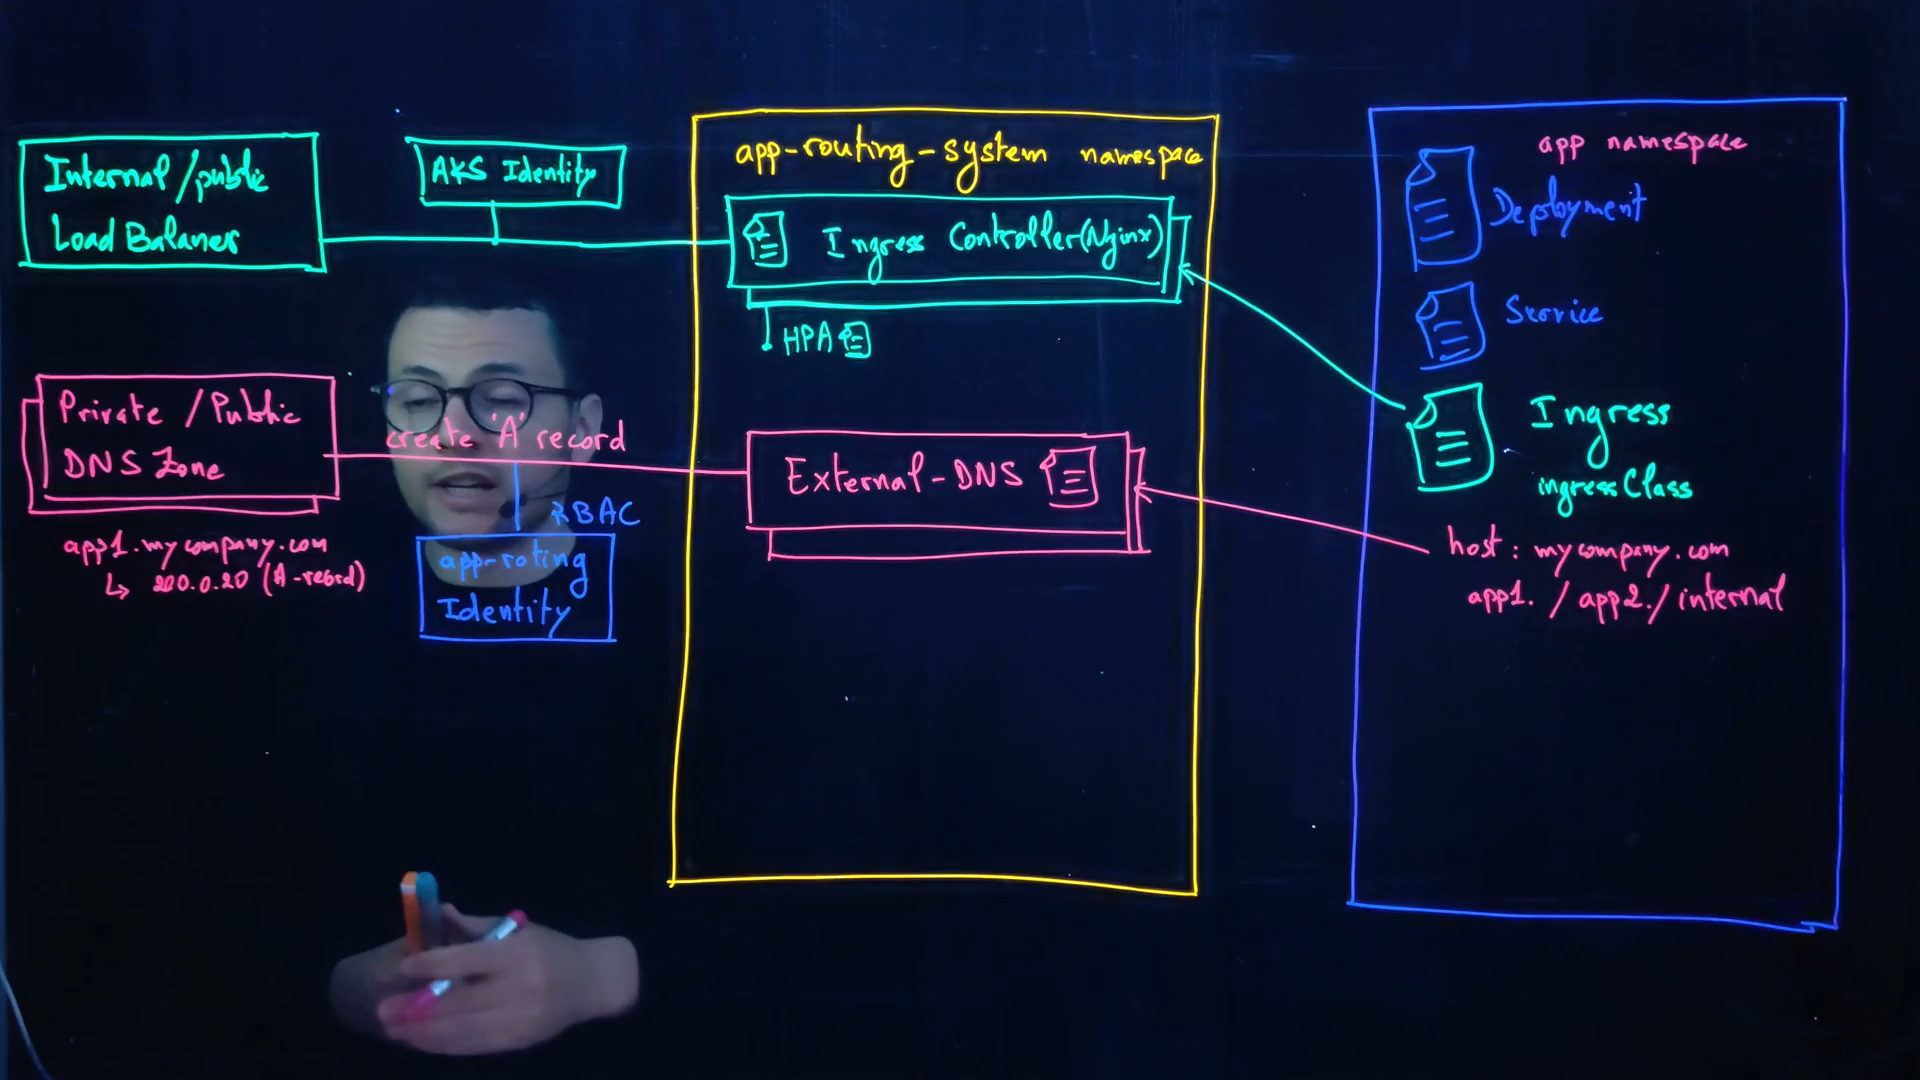 Internal/public
Load Balaner
AKS Identity
app-routing-system namespace
Ingress Controller(Nginx)
HPA
Private /Public
DNS Zone
create 'A' record
External-DNS
RBAC
app-roting
Identity
app1.mycompany.com
↳ 200.0.20 (A-record)
app namespace
Deployment
Service
Ingress
ingressClass
host: mycompany.com
app1. / app2./internal